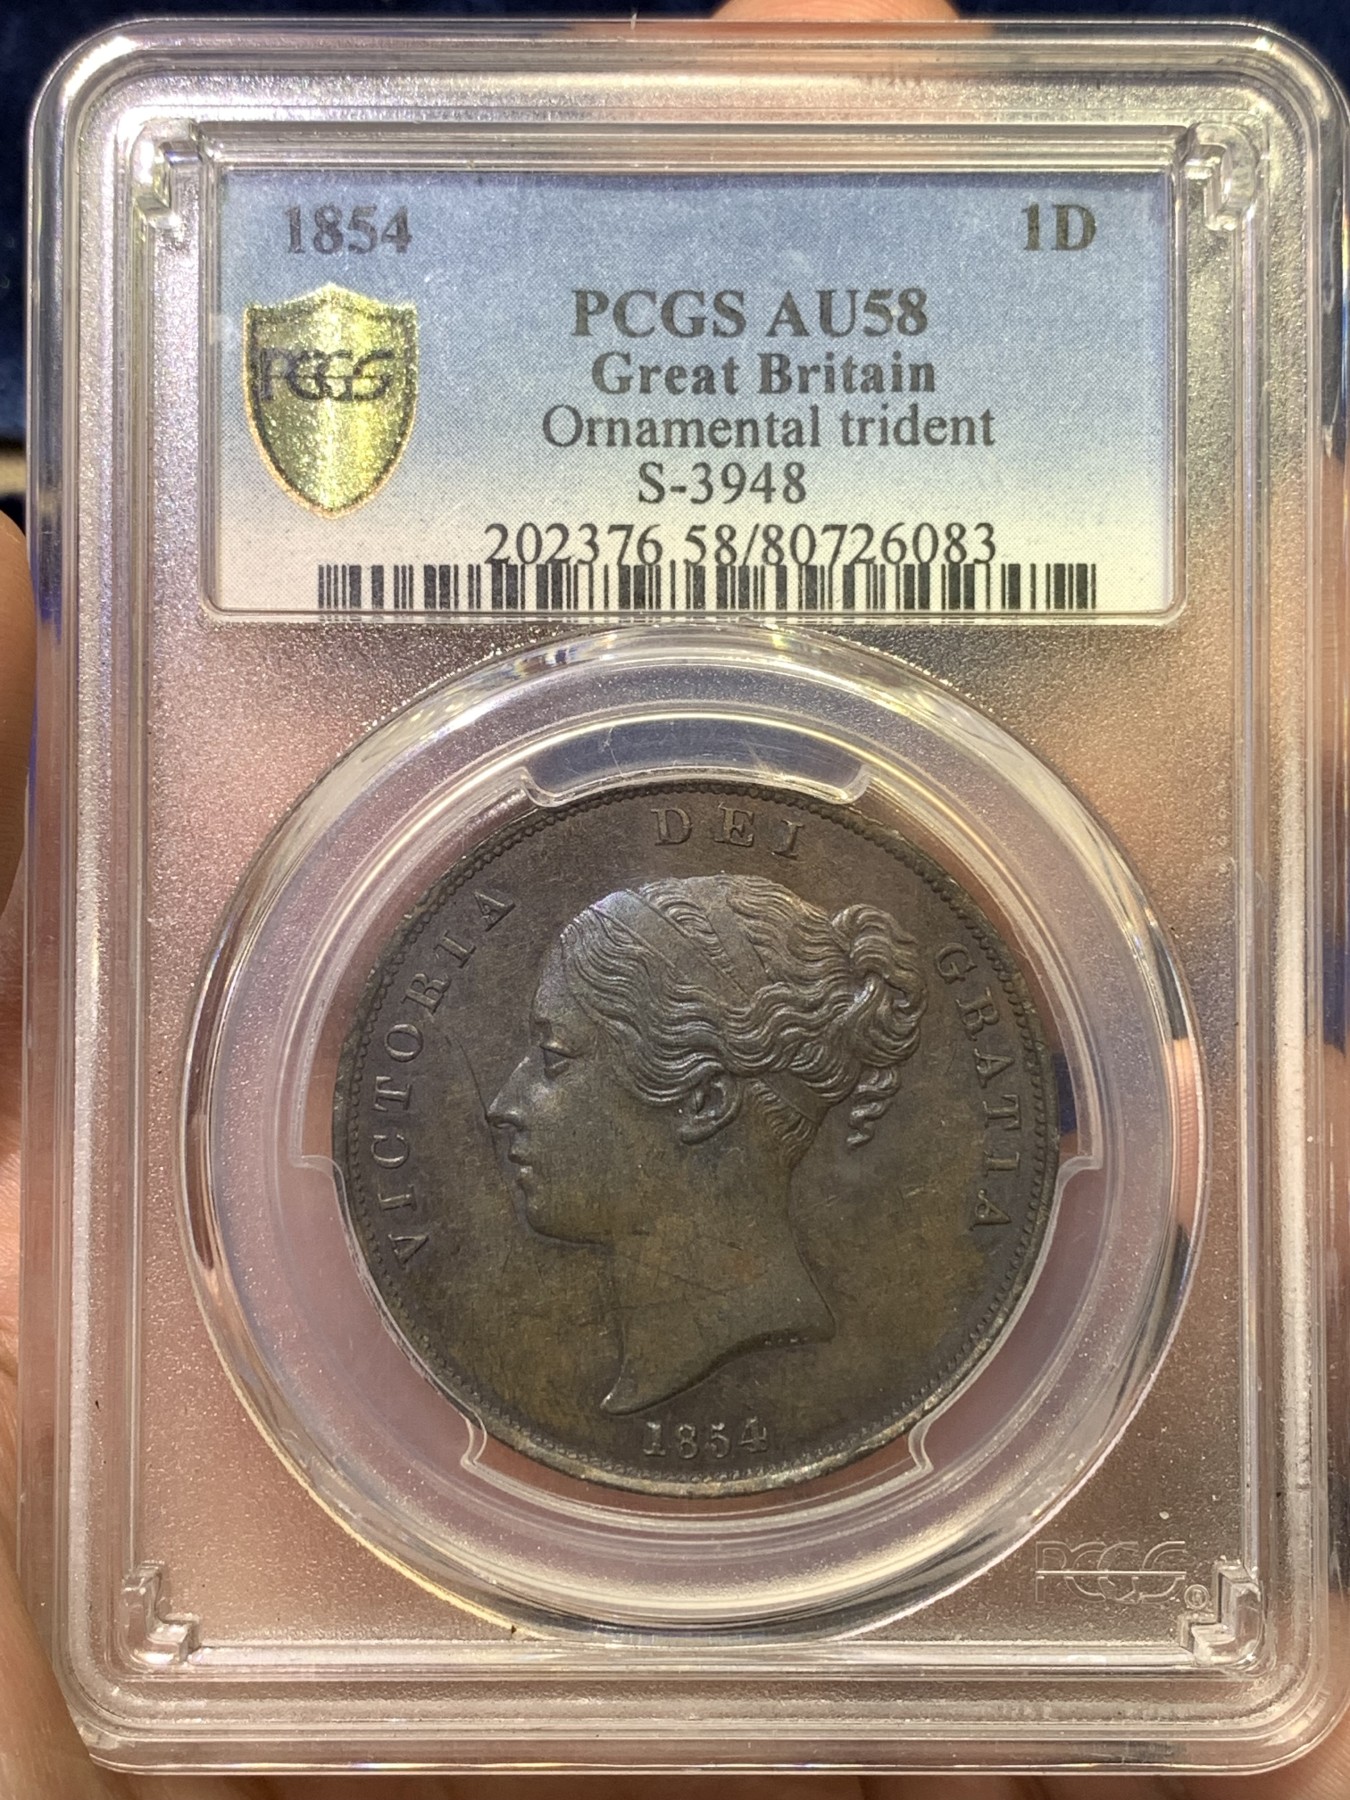 1854 1D
PCGS
PCGS AU58
Great Britain
Ornamental trident
S-3948
202376.58/80726083
VICTORIA DEI GRATIA
1854
PCGS®